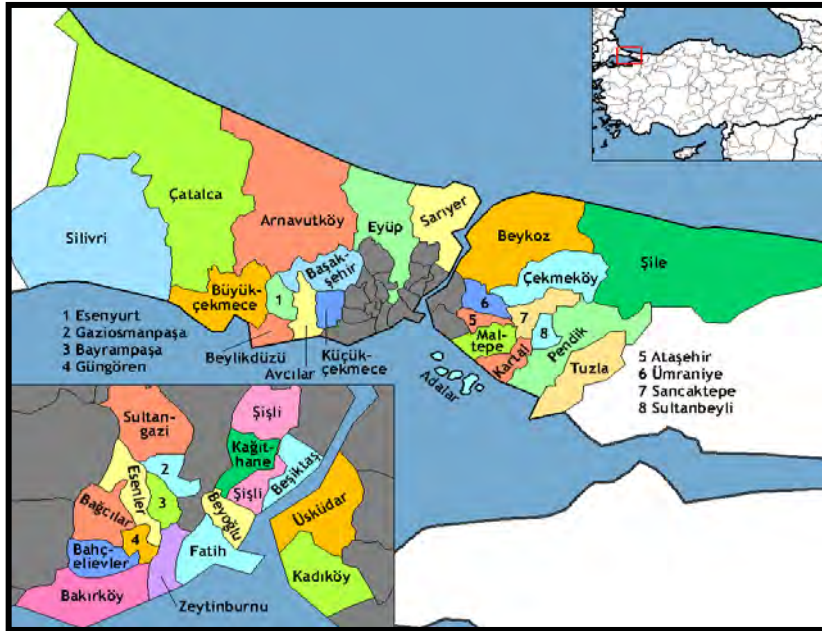 Silivri
Çatalca
Arnavutköy
Eyüp
Sarıyer
Beykoz
Şile
Çekmeköy
Büyük-
çekmece
Başak-
şehir
1
6
5
7
8
Mal-
tepe
Kartal
Pendik
Tuzla
Adalar
Beylikdüzü
Avcılar
Küçük-
çekmece
1 Esenyurt
2 Gaziosmanpaşa
3 Bayrampaşa
4 Güngören
5 Ataşehir
6 Ümraniye
7 Sancaktepe
8 Sultanbeyli
Sultan-
gazi
Şişli
Kağıt-
hane
Beşiktaş
2
Esenler
3
Şişli
Beyoğlu
Bağcılar
4
Bahç-
elievler
Fatih
Üsküdar
Kadıköy
Bakırköy
Zeytinburnu